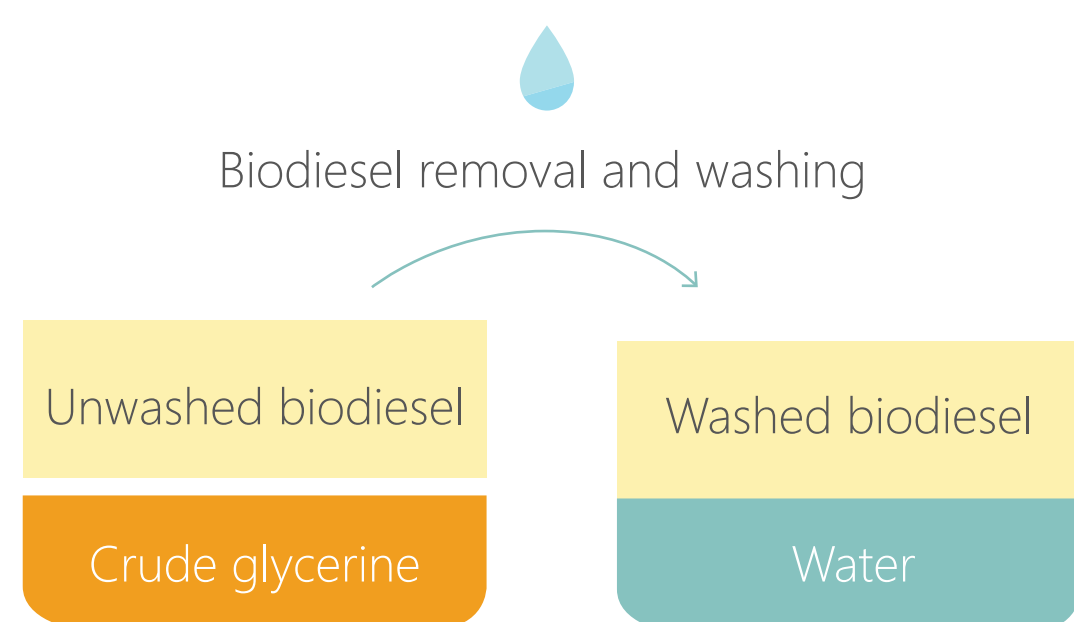 Biodiesel removal and washing
Unwashed biodiesel
Washed biodiesel
Crude glycerine
Water